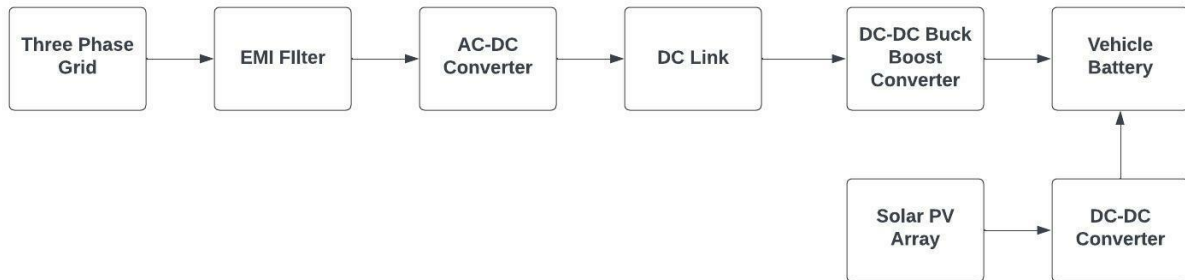 Three Phase
Grid
EMI FIlter
AC-DC
Converter
DC Link
DC-DC Buck
Boost
Converter
Vehicle
Battery
Solar PV
Array
DC-DC
Converter